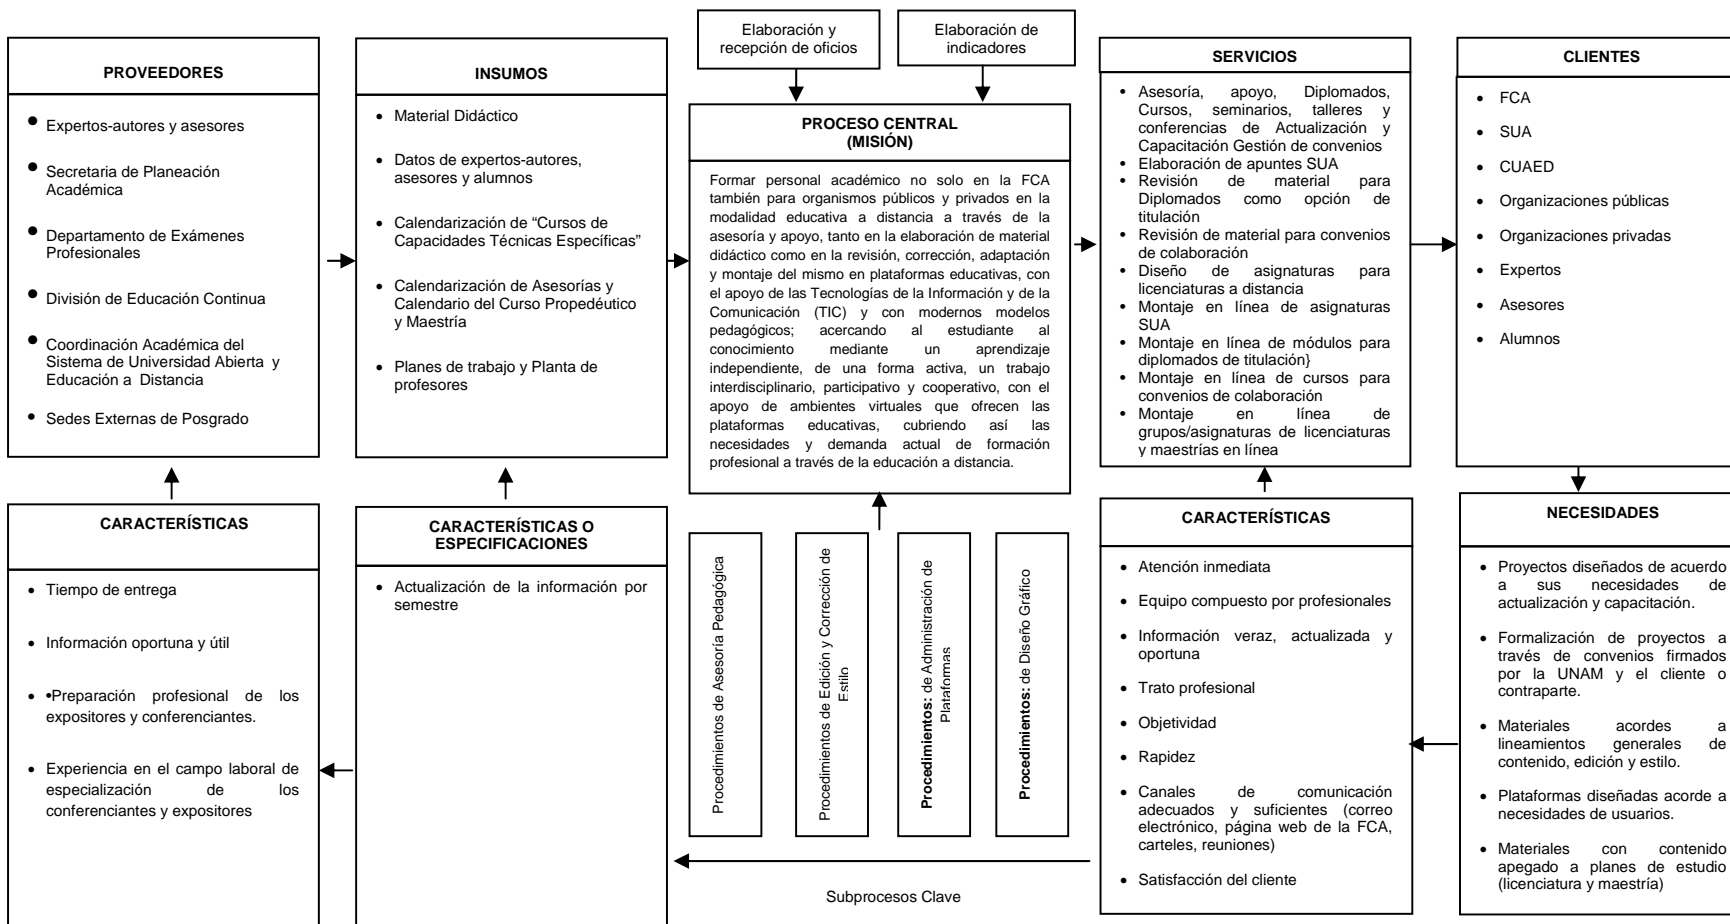 Elaboración y
recepción de oficios
Elaboración de
indicadores
PROVEEDORES
● Expertos-autores y asesores
● Secretaria de Planeación
Académica
● Departamento de Exámenes
Profesionales
● División de Educación Continua
● Coordinación Académica del
Sistema de Universidad Abierta y
Educación a Distancia
● Sedes Externas de Posgrado
INSUMOS
• Material Didáctico
• Datos de expertos-autores,
asesores y alumnos
• Calendarización de “Cursos de
Capacidades Técnicas Específicas”
• Calendarización de Asesorías y
Calendario del Curso Propedéutico
y Maestría
• Planes de trabajo y Planta de
profesores
PROCESO CENTRAL
(MISIÓN)
Formar personal académico no solo en la FCA
también para organismos públicos y privados en la
modalidad educativa a distancia a través de la
asesoría y apoyo, tanto en la elaboración de material
didáctico como en la revisión, corrección, adaptación
y montaje del mismo en plataformas educativas, con
el apoyo de las Tecnologías de la Información y de la
Comunicación (TIC) y con modernos modelos
pedagógicos; acercando al estudiante al
conocimiento mediante un aprendizaje
independiente, de una forma activa, un trabajo
interdisciplinario, participativo y cooperativo, con el
apoyo de ambientes virtuales que ofrecen las
plataformas educativas, cubriendo así las
necesidades y demanda actual de formación
profesional a través de la educación a distancia.
SERVICIOS
• Asesoría, apoyo, Diplomados,
Cursos, seminarios, talleres y
conferencias de Actualización y
Capacitación Gestión de convenios
• Elaboración de apuntes SUA
• Revisión de material para
Diplomados como opción de
titulación
• Revisión de material para convenios
de colaboración
• Diseño de asignaturas para
licenciaturas a distancia
• Montaje en línea de asignaturas
SUA
• Montaje en línea de módulos para
diplomados de titulación}
• Montaje en línea de cursos para
convenios de colaboración
• Montaje en línea de
grupos/asignaturas de licenciaturas
y maestrías en línea
CLIENTES
• FCA
• SUA
• CUAED
• Organizaciones públicas
• Organizaciones privadas
• Expertos
• Asesores
• Alumnos
CARACTERÍSTICAS
• Tiempo de entrega
• Información oportuna y útil
• •Preparación profesional de los
expositores y conferenciantes.
• Experiencia en el campo laboral de
especialización de los
conferenciantes y expositores
CARACTERÍSTICAS O
ESPECIFICACIONES
• Actualización de la información por
semestre
Procedimientos de Asesoría Pedagógica
Procedimientos de Edición y Corrección de
Estilo
Procedimientos: de Administración de
Plataformas
Procedimientos: de Diseño Gráfico
Subprocesos Clave
CARACTERÍSTICAS
• Atención inmediata
• Equipo compuesto por profesionales
• Información veraz, actualizada y
oportuna
• Trato profesional
• Objetividad
• Rapidez
• Canales de comunicación
adecuados y suficientes (correo
electrónico, página web de la FCA,
carteles, reuniones)
• Satisfacción del cliente
NECESIDADES
• Proyectos diseñados de acuerdo
a sus necesidades de
actualización y capacitación.
• Formalización de proyectos a
través de convenios firmados
por la UNAM y el cliente o
contraparte.
• Materiales acordes a
lineamientos generales de
contenido, edición y estilo.
• Plataformas diseñadas acorde a
necesidades de usuarios.
• Materiales con contenido
apegado a planes de estudio
(licenciatura y maestría)